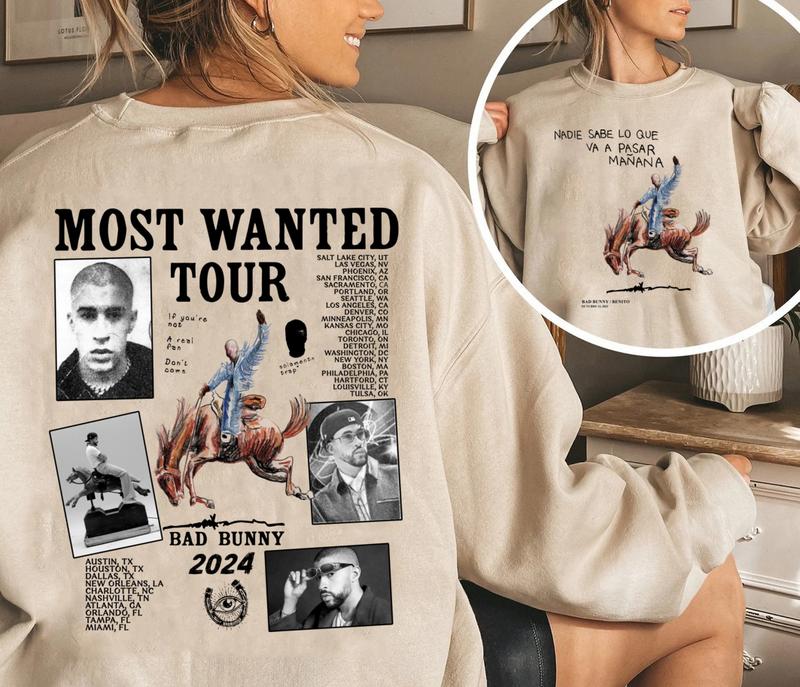 LOTUS FLO
MOST WANTED
TOUR
SALT LAKE CITY, UT
LAS VEGAS, NV
PHOENIX, AZ
SAN FRANCISCO, CA
SACRAMENTO, CA
PORTLAND, OR
SEATTLE, WA
LOS ANGELES, CA
DENVER, CO
MINNEAPOLIS, MN
KANSAS CITY, MO
CHICAGO, IL
TORONTO, ON
DETROIT, MI
WASHINGTON, DC
NEW YORK, NY
BOSTON, MA
PHILADELPHIA, PA
HARTFORD, CT
LOUISVILLE, KY
TULSA, OK
If you're
not
A real
fan
Don't
come
solamente
trap
BAD BUNNY
2024
AUSTIN, TX
HOUSTON, TX
DALLAS, TX
NEW ORLEANS, LA
CHARLOTTE, NC
NASHVILLE, TN
ATLANTA, GA
ORLANDO, FL
TAMPA, FL
MIAMI, FL
NADIE SABE LO QUE
VA A PASAR
MAÑANA
BAD BUNNY / BENITO